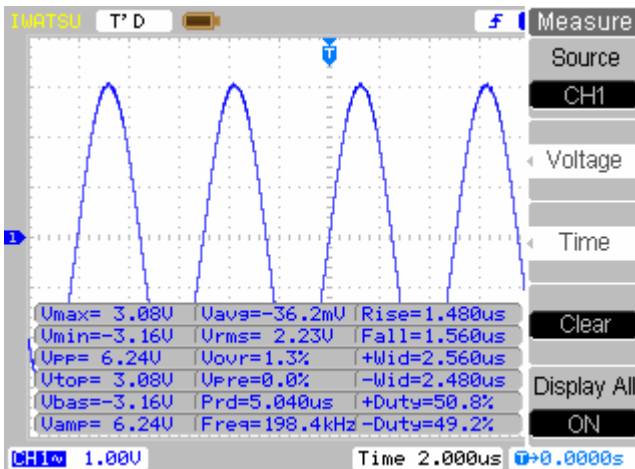 IWATSU T'D
Measure
Source
CH1
Voltage
Time
Clear
Display All
ON
T
1
Vmax= 3.08V Vavg=-36.2mV Rise=1.480us
Vmin=-3.16V Vrms= 2.23V Fall=1.560us
Vpp= 6.24V Vovr=1.3% +Wid=2.560us
Vtop= 3.08V Vpre=0.0% -Wid=2.480us
Vbas=-3.16V Prd=5.040us +Duty=50.8%
Vamp= 6.24V Freq=198.4kHz -Duty=49.2%
CH1~ 1.00V Time 2.000us T→0.0000s